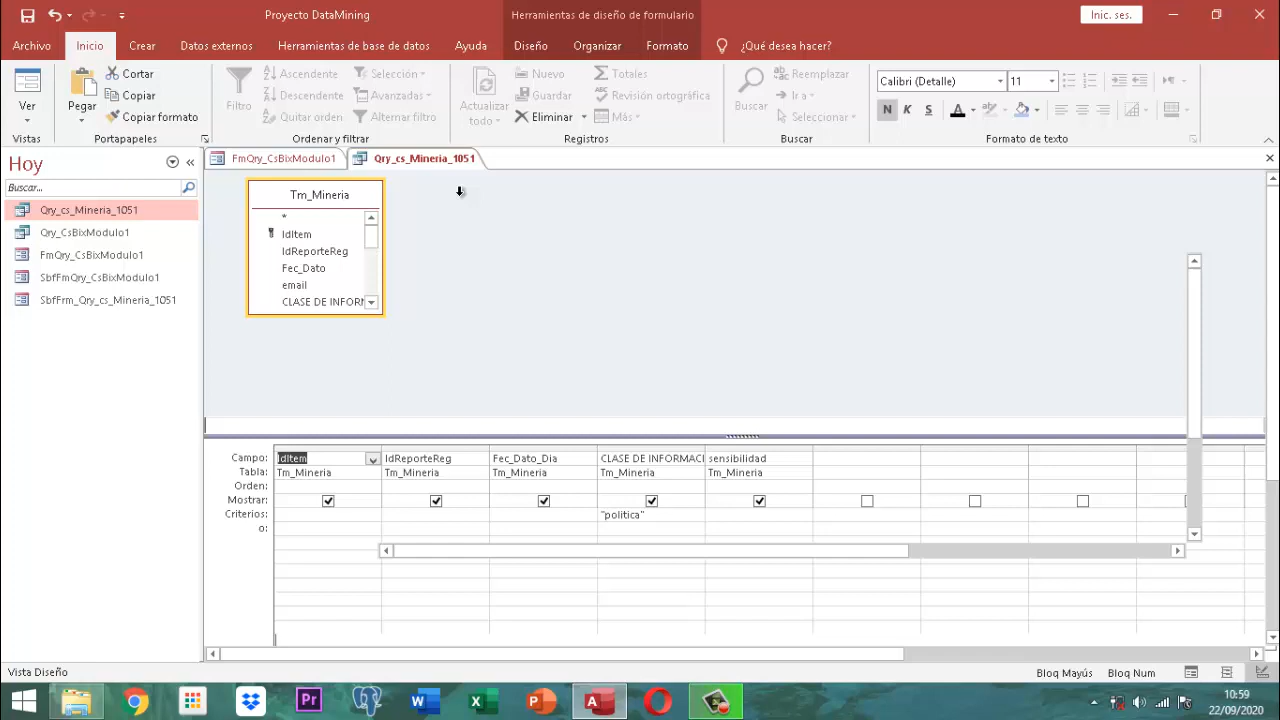 Proyecto DataMining
Herramientas de diseño de formulario
Inic. ses.
Archivo
Inicio
Crear
Datos externos
Herramientas de base de datos
Ayuda
Diseño
Organizar
Formato
¿Qué desea hacer?
Ver
Pegar
Cortar
Copiar
Copiar formato
Filtro
Ascendente
Descendente
Quitar orden
Selección
Avanzadas
Alternar filtro
Actualizar todo
Nuevo
Guardar
Eliminar
Totales
Revisión ortográfica
Más
Buscar
Reemplazar
Ir a
Seleccionar
Calibri (Detalle)
11
N K S
A
Vistas
Portapapeles
Ordenar y filtrar
Registros
Buscar
Formato de texto
Hoy
Buscar...
Qry_cs_Mineria_1051
Qry_CsBixModulo1
FmQry_CsBixModulo1
SbfFmQry_CsBixModulo1
SbfFrm_Qry_cs_Mineria_1051
FmQry_CsBixModulo1
Qry_cs_Mineria_1051
Tm_Mineria
*
IdItem
IdReporteReg
Fec_Dato
email
CLASE DE INFORM
Campo: IdItem IdReporteReg Fec_Dato_Dia CLASE DE INFORMACI sensibilidad
Tabla: Tm_Mineria Tm_Mineria Tm_Mineria Tm_Mineria Tm_Mineria
Orden:
Mostrar:
Criterios: "politica"
o:
Vista Diseño
Bloq Mayús
Bloq Num
Pr
10:59
22/09/2020